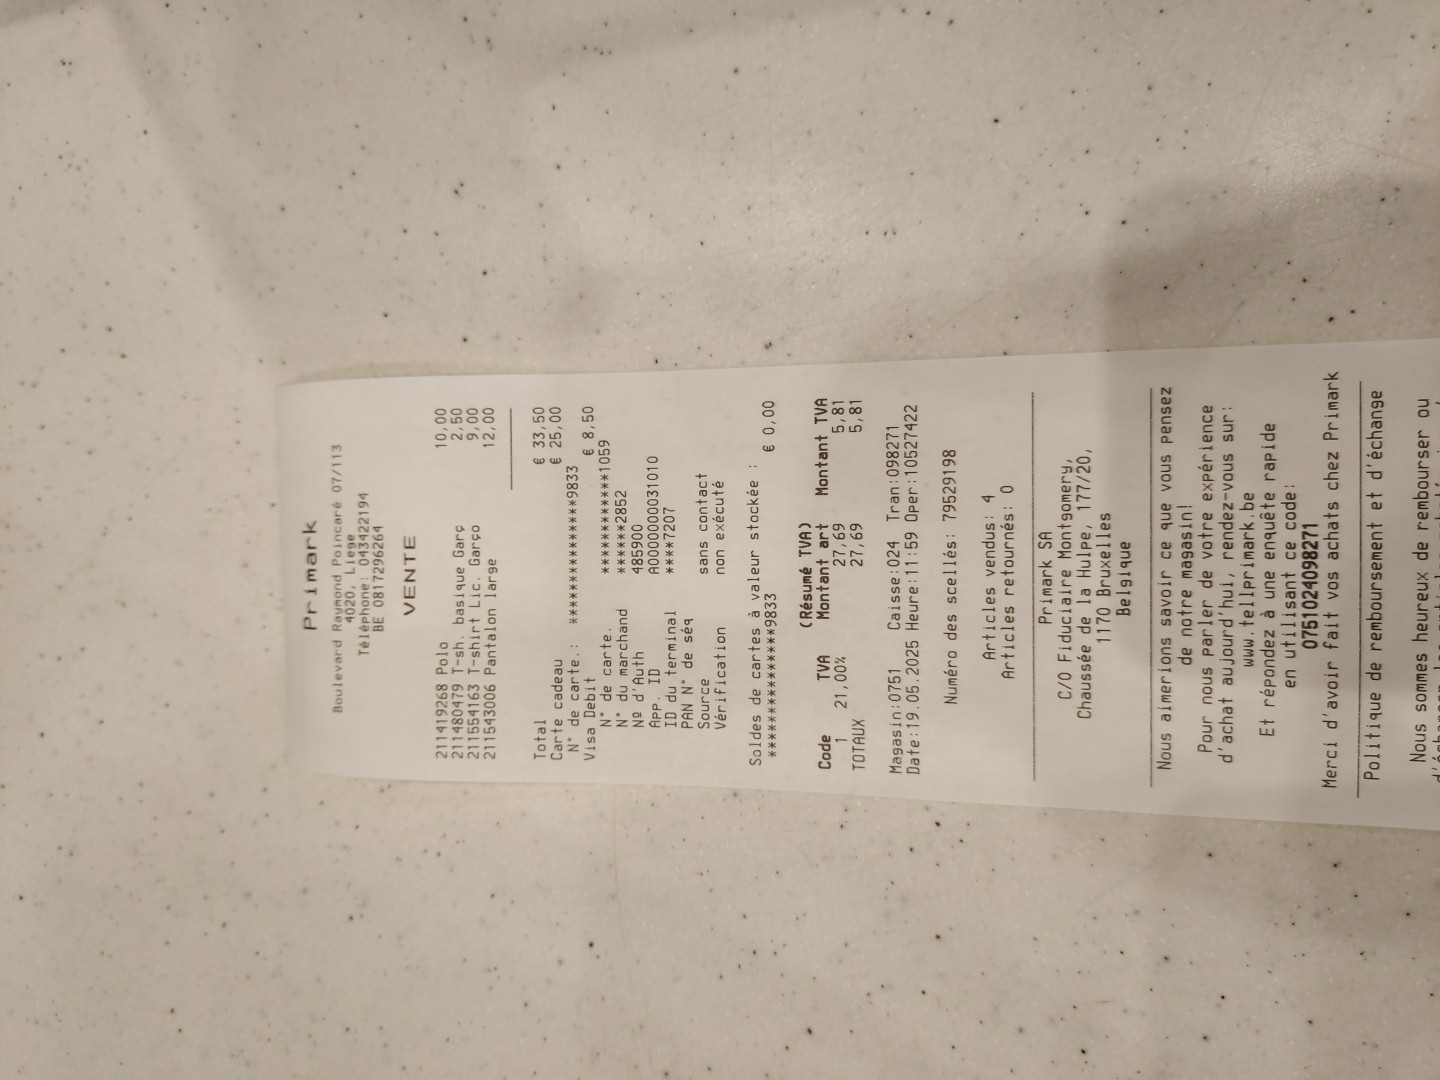 Primark
Boulevard Raymond Poincaré 07/113
4020, Liege
Téléphone: 043422194
BE 0817296264
VENTE
211419268 Polo 10,00
211480479 T-sh. basique Garç 2,50
211554163 T-shirt Lic. Garço 9,00
211543006 Pantalon large 12,00
Total € 33,50
Carte cadeau € 25,00
N° de carte.: ***************9833
Visa Debit € 8,50
N° de carte. ************1059
N° du marchand *****2852
Nº d'Auth 485900
App. ID A0000000031010
ID du terminal ****7207
PAN N° de séq
Source sans contact
Vérification non exécuté
Soldes de cartes à valeur stockée :
***************9833 € 0,00
(Résumé TVA)
Code TVA Montant art Montant TVA
1 21,00% 27,69 5,81
TOTAUX 27,69 5,81
Magasin:0751 Caisse:024 Tran:098271
Date:19.05.2025 Heure:11:59 Oper:10527422
Numéro des scellés: 79529198
Articles vendus: 4
Articles retournés: 0
Primark SA
C/O Fiduciaire Montgomery,
Chaussée de la Hulpe, 177/20,
1170 Bruxelles
Belgique
Nous aimerions savoir ce que vous pensez
de notre magasin!
Pour nous parler de votre expérience
d'achat aujourd'hui, rendez-vous sur:
www.tellprimark.be
Et répondez à une enquête rapide
en utilisant ce code:
0751024098271
Merci d'avoir fait vos achats chez Primark
Politique de remboursement et d'échange
Nous sommes heureux de rembourser ou